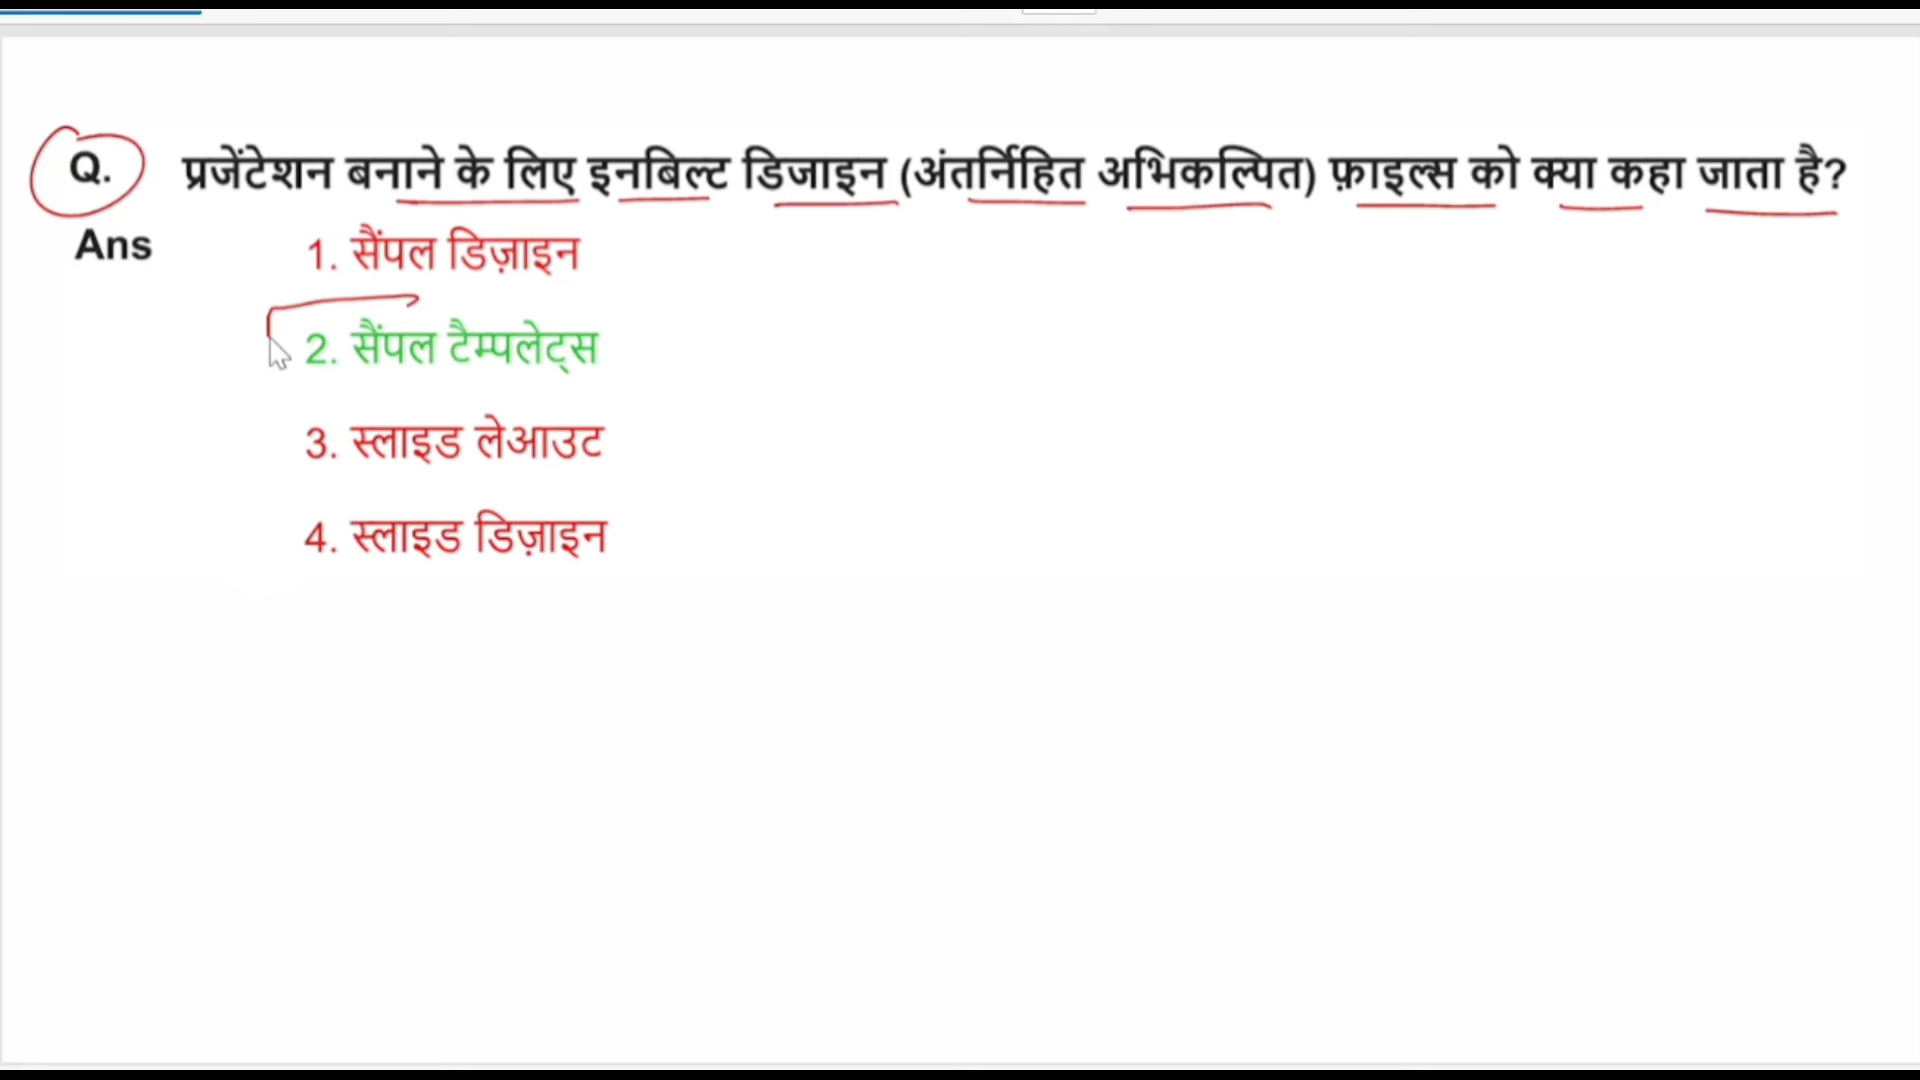 Q. प्रजेंटेशन बनाने के लिए इनबिल्ट डिजाइन (अंतर्निहित अभिकल्पित) फ़ाइल्स को क्या कहा जाता है?
Ans 1. सैंपल डिज़ाइन
2. सैंपल टैम्पलेट्स
3. स्लाइड लेआउट
4. स्लाइड डिज़ाइन